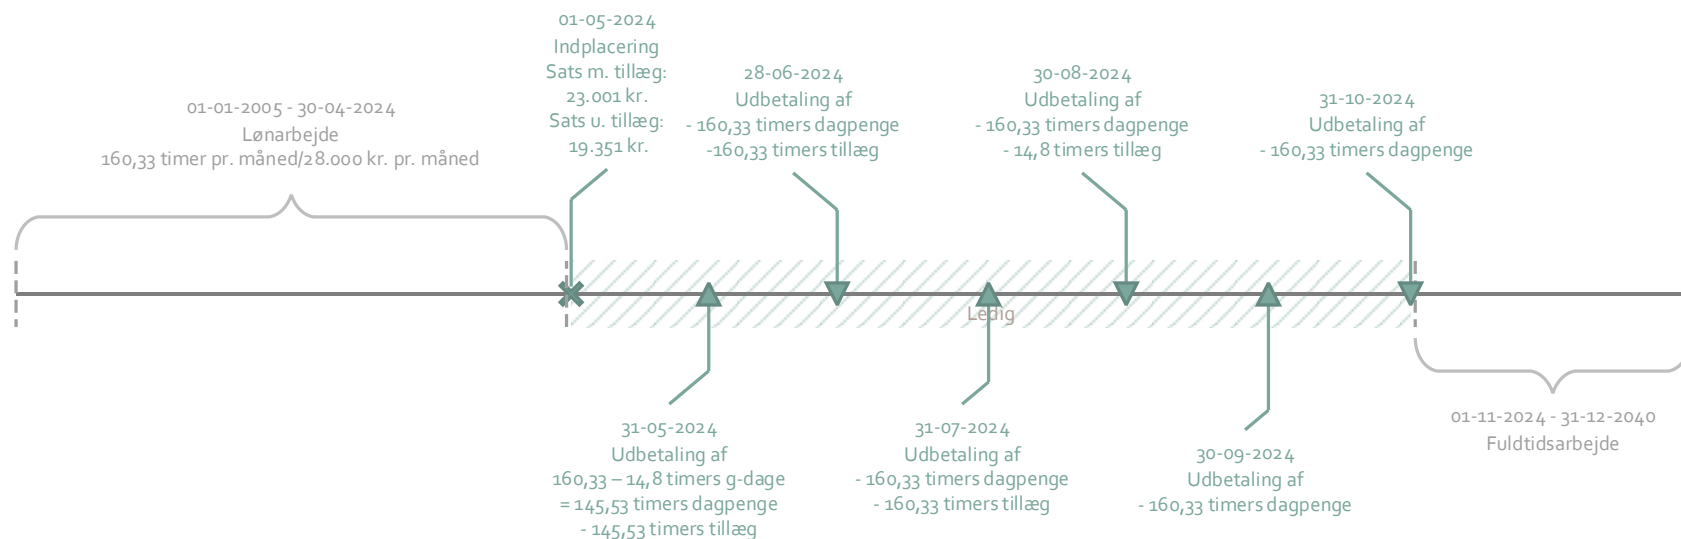 01-01-2005 - 30-04-2024
Lønarbejde
160,33 timer pr. måned/28.000 kr. pr. måned
01-05-2024
Indplacering
Sats m. tillæg:
23.001 kr.
Sats u. tillæg:
19.351 kr.
28-06-2024
Udbetaling af
- 160,33 timers dagpenge
-160,33 timers tillæg
30-08-2024
Udbetaling af
- 160,33 timers dagpenge
- 14,8 timers tillæg
31-10-2024
Udbetaling af
- 160,33 timers dagpenge
Ledig
31-05-2024
Udbetaling af
160,33 – 14,8 timers g-dage
= 145,53 timers dagpenge
- 145,53 timers tillæg
31-07-2024
Udbetaling af
- 160,33 timers dagpenge
- 160,33 timers tillæg
30-09-2024
Udbetaling af
- 160,33 timers dagpenge
01-11-2024 - 31-12-2040
Fuldtidsarbejde